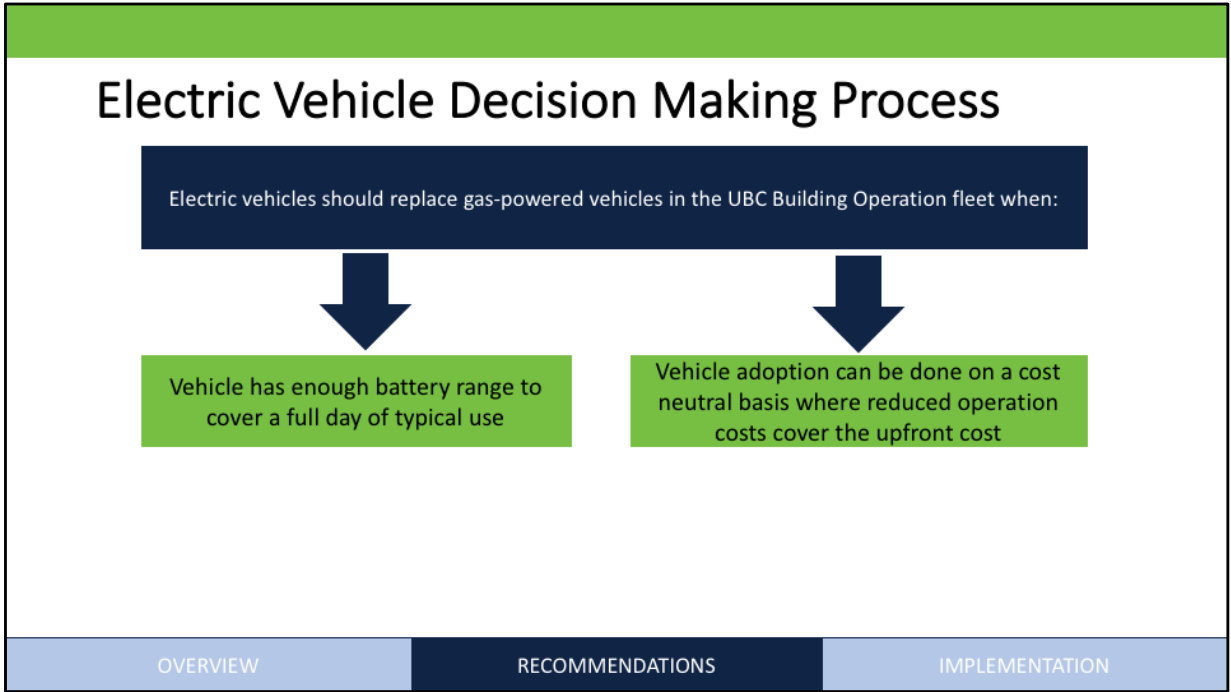 Electric Vehicle Decision Making Process
Electric vehicles should replace gas-powered vehicles in the UBC Building Operation fleet when:
Vehicle has enough battery range to
cover a full day of typical use
Vehicle adoption can be done on a cost
neutral basis where reduced operation
costs cover the upfront cost
OVERVIEW
RECOMMENDATIONS
IMPLEMENTATION